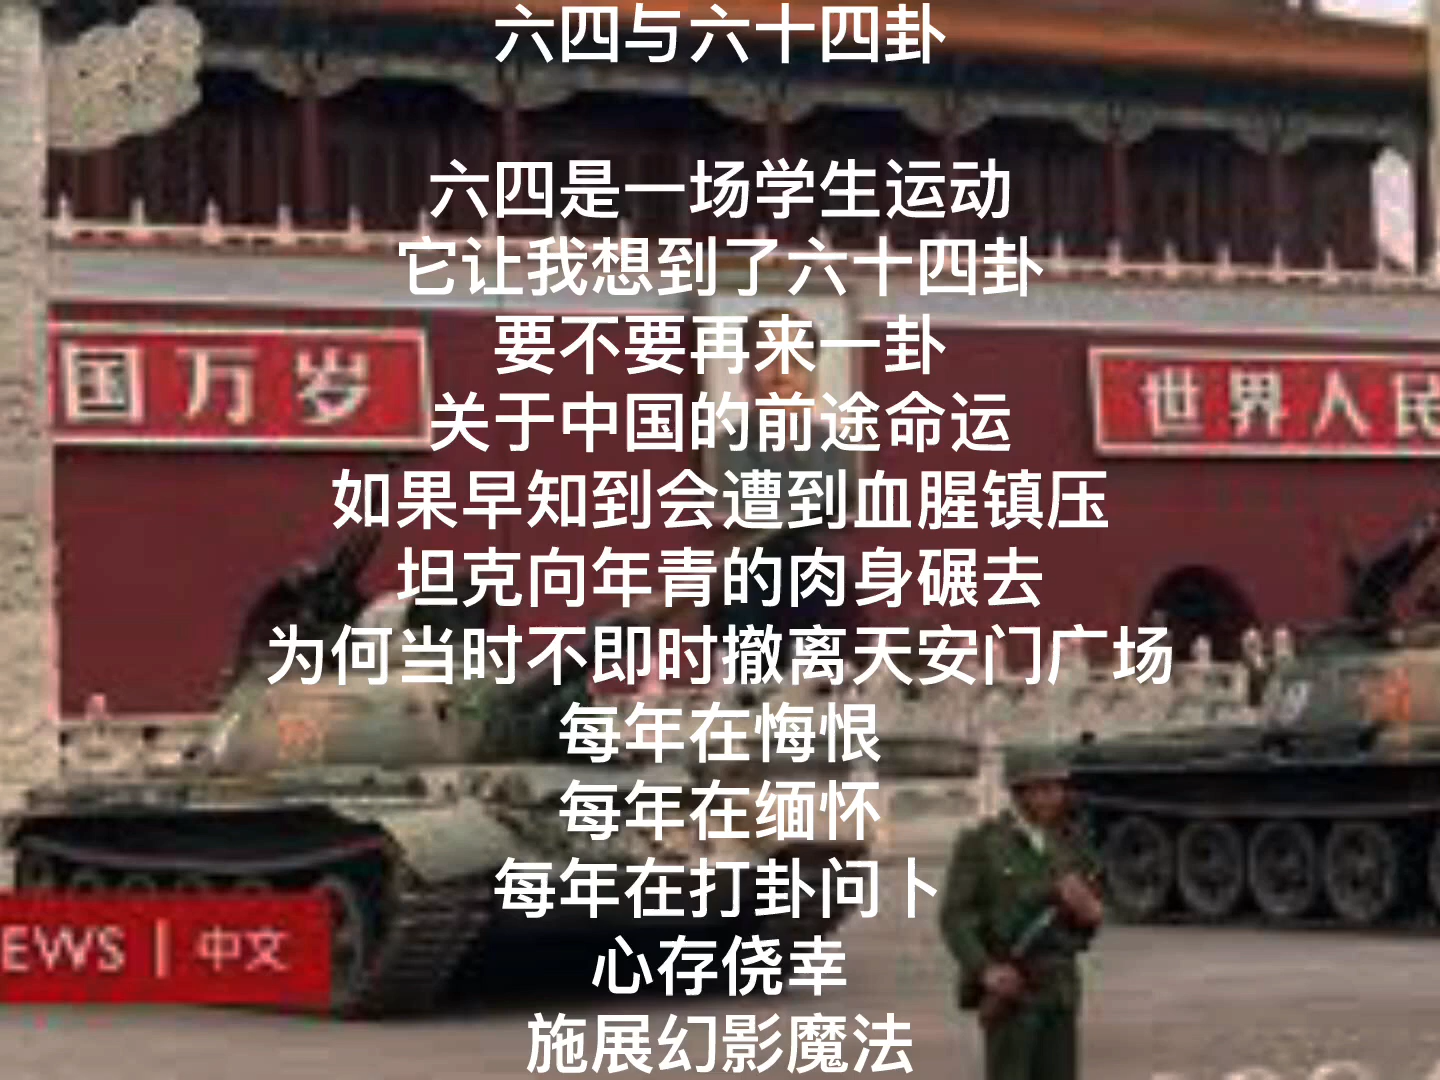 六四与六十四卦
六四是一场学生运动
它让我想到了六十四卦
要不要再来一卦
关于中国的前途命运
如果早知到会遭到血腥镇压
坦克向年青的肉身碾去
为何当时不即时撤离天安门广场
每年在悔恨
每年在缅怀
每年在打卦问卜
心存侥幸
施展幻影魔法
国万岁
世界人民
EWS | 中文